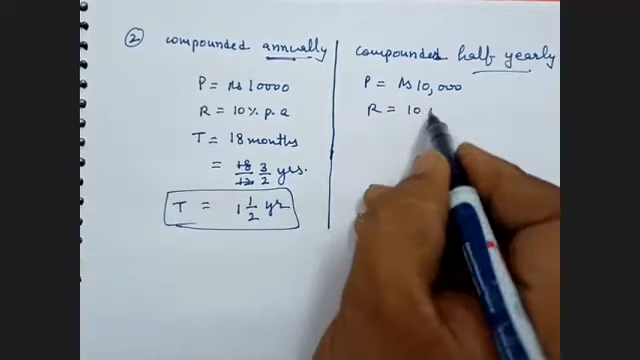 2 compounded annually
P = Rs 10000
R = 10% p.a
T = 18 months
= 18/12 3/2 yrs.
T = 1 1/2 yr
compounded half yearly
P = Rs 10,000
R = 10